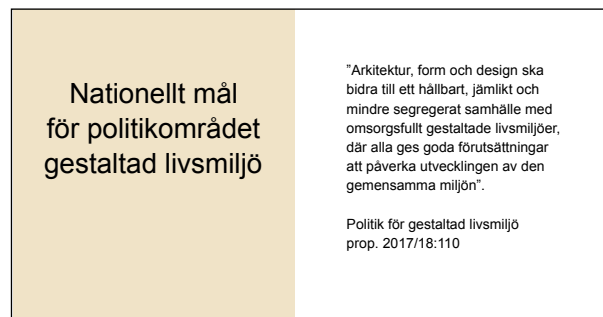 Nationellt mål
för politikområdet
gestaltad livsmiljö
”Arkitektur, form och design ska
bidra till ett hållbart, jämlikt och
mindre segregerat samhälle med
omsorgsfullt gestaltade livsmiljöer,
där alla ges goda förutsättningar
att påverka utvecklingen av den
gemensamma miljön”.
Politik för gestaltad livsmiljö
prop. 2017/18:110